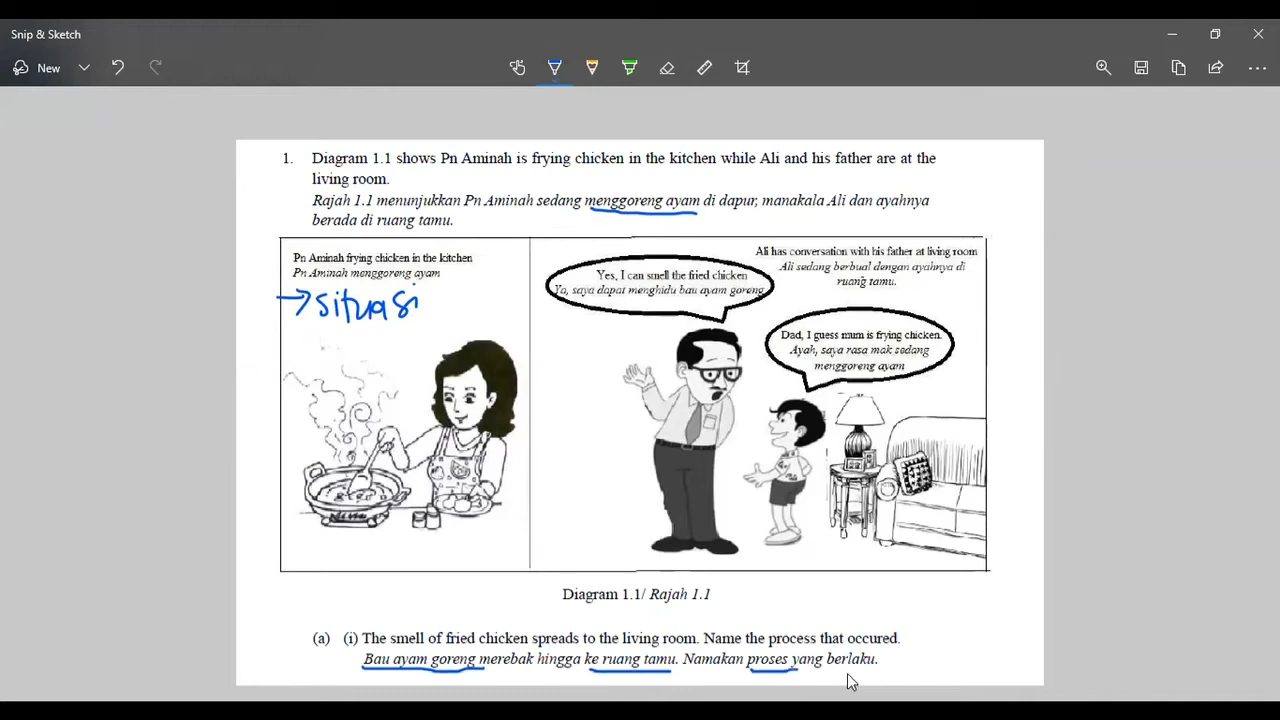 Snip & Sketch
New
1. Diagram 1.1 shows Pn Aminah is frying chicken in the kitchen while Ali and his father are at the
living room.
Rajah 1.1 menunjukkan Pn Aminah sedang menggoreng ayam di dapur, manakala Ali dan ayahnya
berada di ruang tamu.
Pn Aminah frying chicken in the kitchen
Pn Aminah menggoreng ayam
→ situasi
Ali has conversation with his father at living room
Ali sedang berbual dengan ayahnya di
ruang tamu.
Yes, I can smell the fried chicken
Ya, saya dapat menghidu bau ayam goreng
Dad, I guess mum is frying chicken.
Ayah, saya rasa mak sedang
menggoreng ayam
Diagram 1.1/ Rajah 1.1
(a) (i) The smell of fried chicken spreads to the living room. Name the process that occured.
Bau ayam goreng merebak hingga ke ruang tamu. Namakan proses yang berlaku.